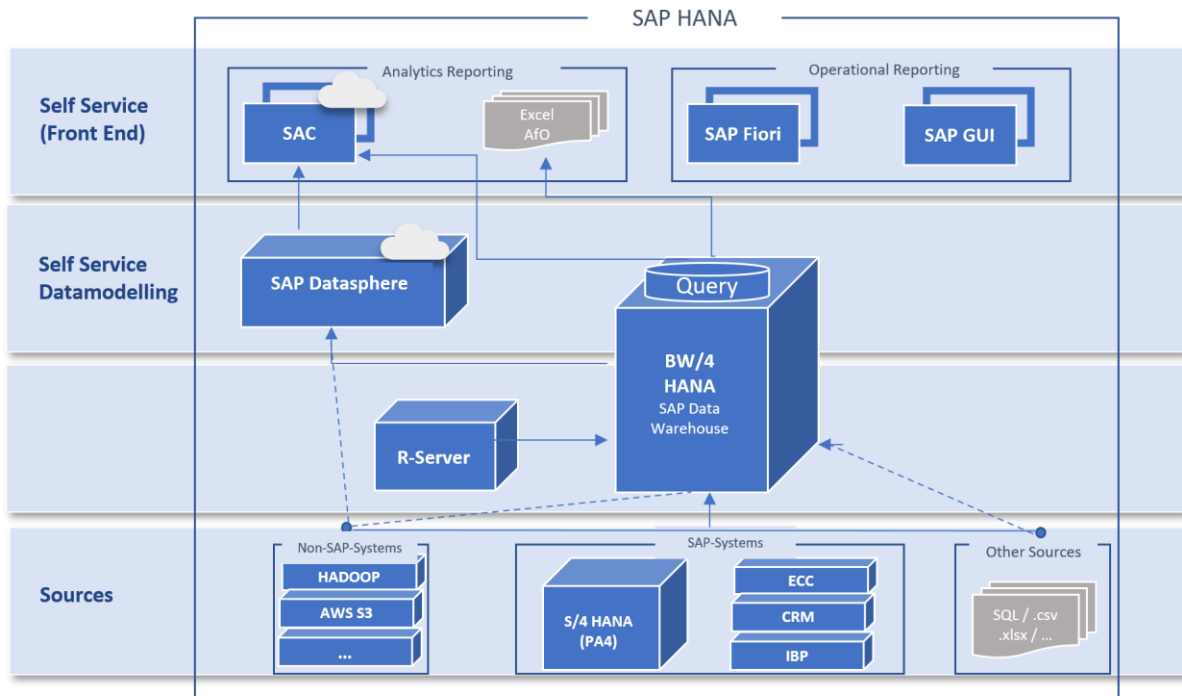 SAP HANA
Self Service
(Front End)
Analytics Reporting
SAC
Excel
AfO
Operational Reporting
SAP Fiori
SAP GUI
Self Service
Datamodelling
SAP Datasphere
Query
BW/4
HANA
SAP Data
Warehouse
R-Server
Sources
Non-SAP-Systems
HADOOP
AWS S3
...
SAP-Systems
S/4 HANA
(PA4)
ECC
CRM
IBP
Other Sources
SQL / .csv
.xlsx / ...